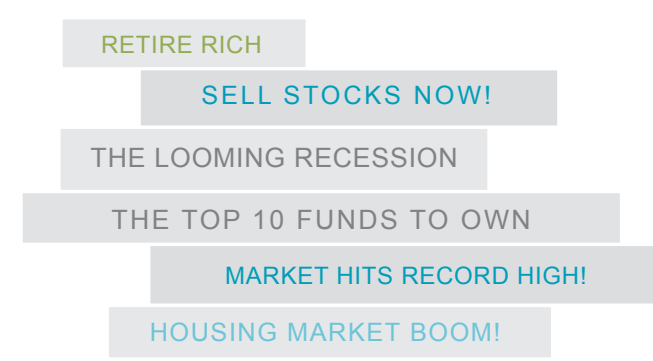 RETIRE RICH
SELL STOCKS NOW!
THE LOOMING RECESSION
THE TOP 10 FUNDS TO OWN
MARKET HITS RECORD HIGH!
HOUSING MARKET BOOM!